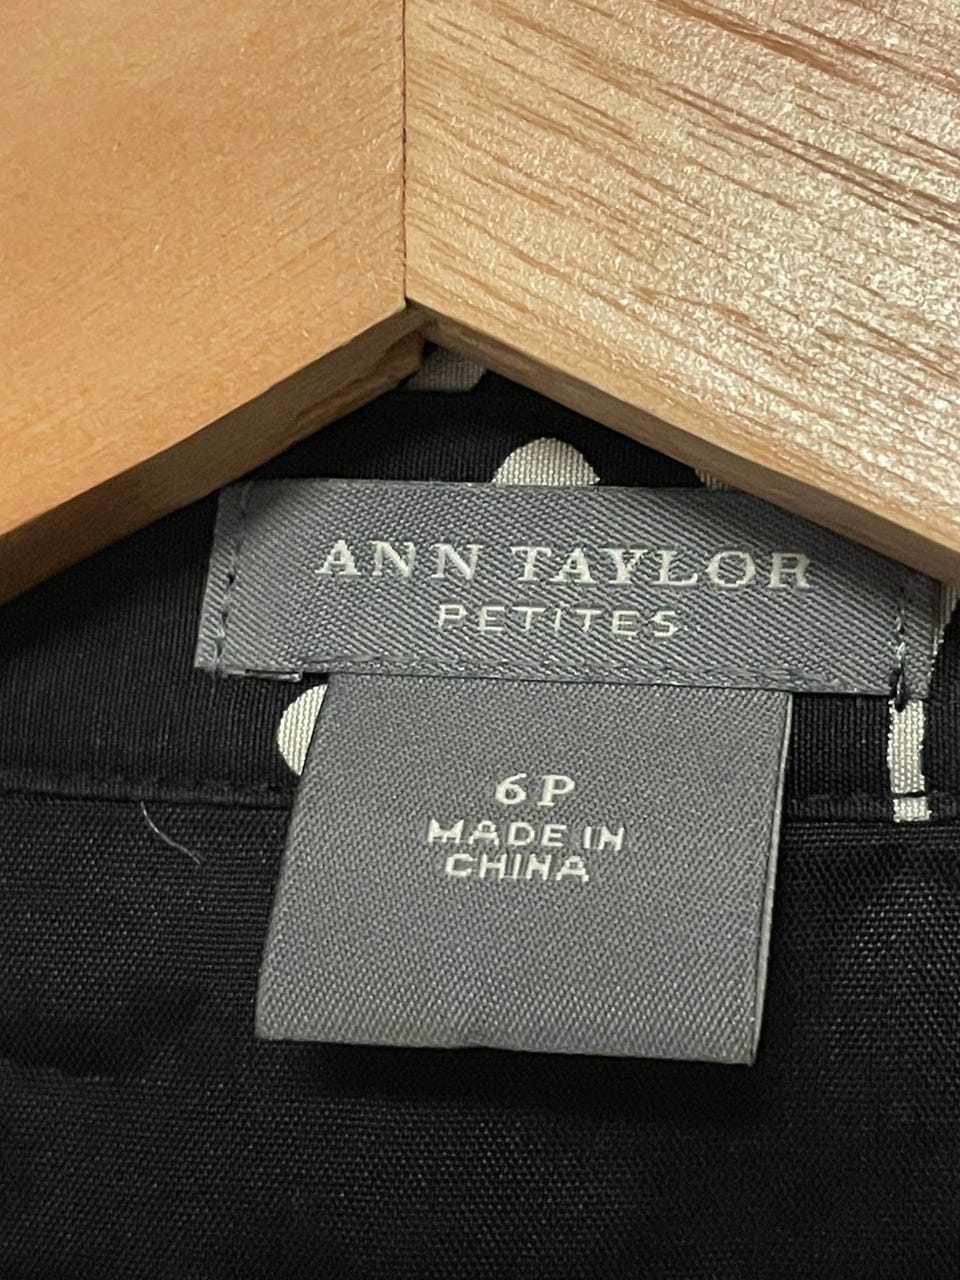 ANN TAYLOR
PETITES
6P
MADE IN
CHINA